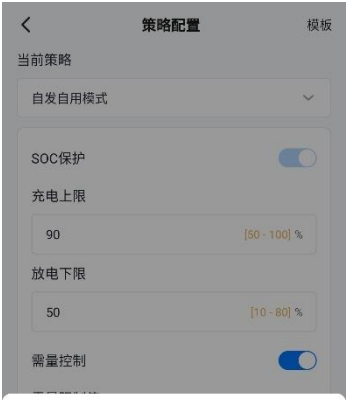 策略配置
模板
当前策略
自发自用模式
SOC保护
充电上限
90 [50 - 100] %
放电下限
50 [10 - 80] %
需量控制